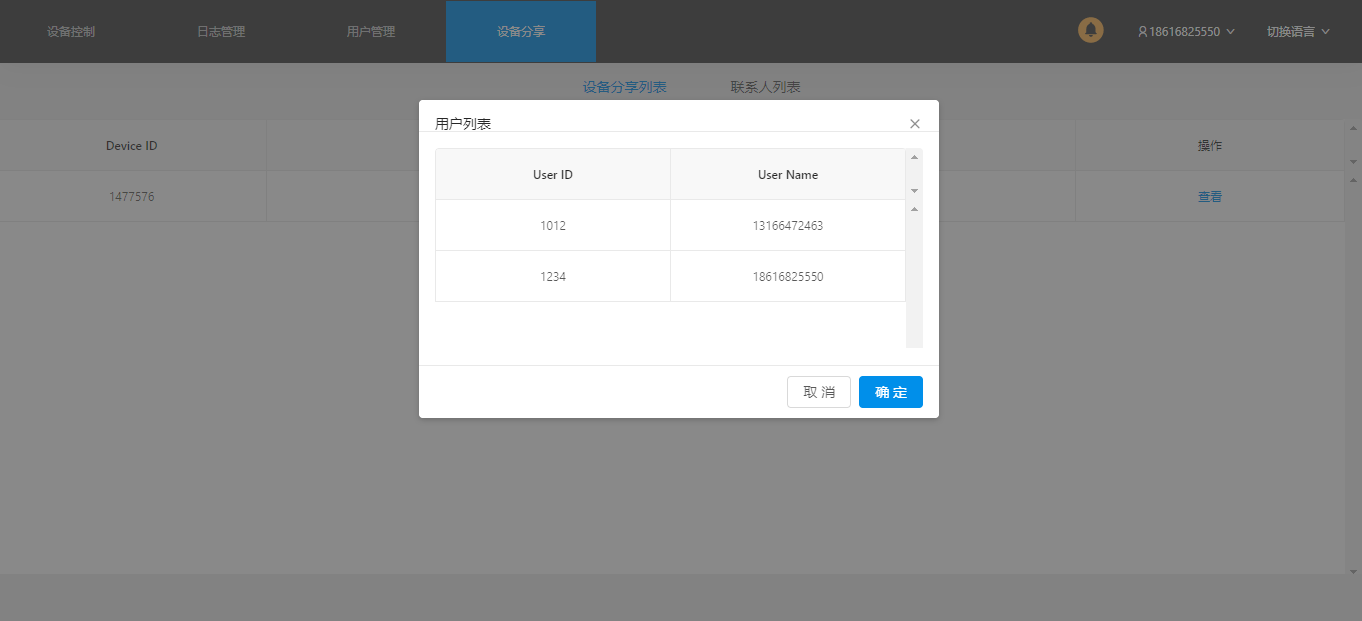 设备控制 日志管理 用户管理 设备分享 18616825550 切换语言
设备分享列表 联系人列表
用户列表
Device ID 操作
User ID User Name
1477576 查看
1012 13166472463
1234 18616825550
取 消 确 定